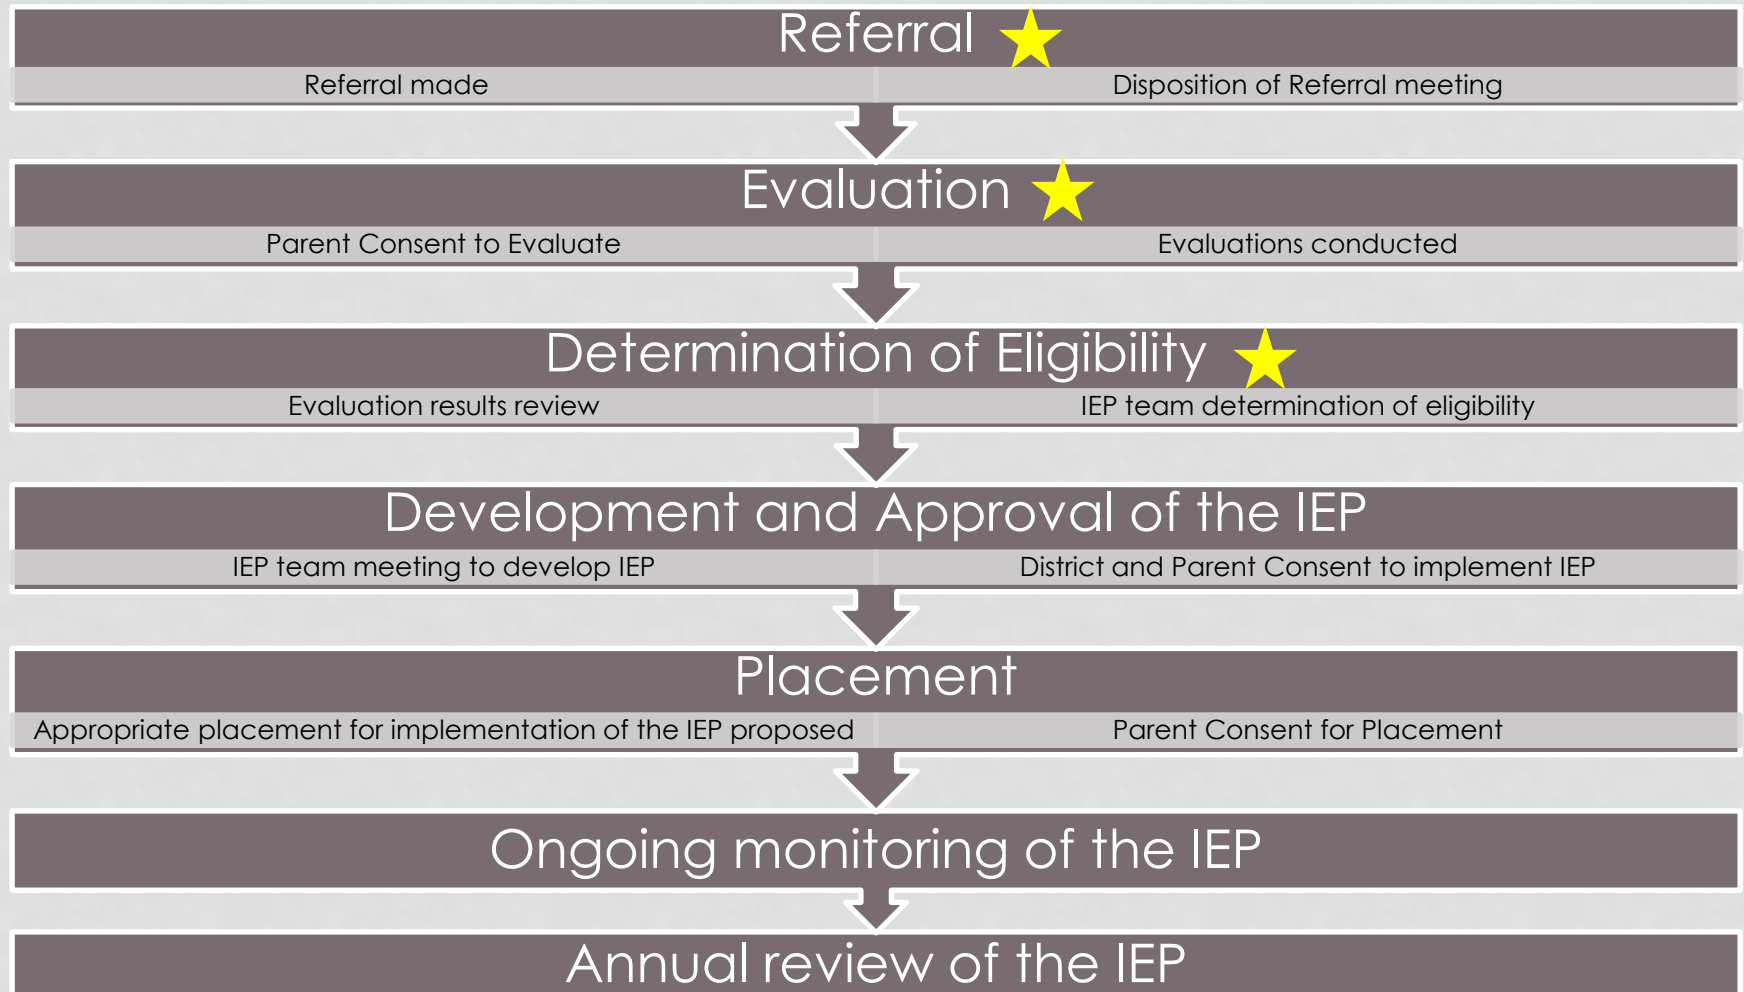 Referral
Referral made
Disposition of Referral meeting
Evaluation
Parent Consent to Evaluate
Evaluations conducted
Determination of Eligibility
Evaluation results review
IEP team determination of eligibility
Development and Approval of the IEP
IEP team meeting to develop IEP
District and Parent Consent to implement IEP
Placement
Appropriate placement for implementation of the IEP proposed
Parent Consent for Placement
Ongoing monitoring of the IEP
Annual review of the IEP